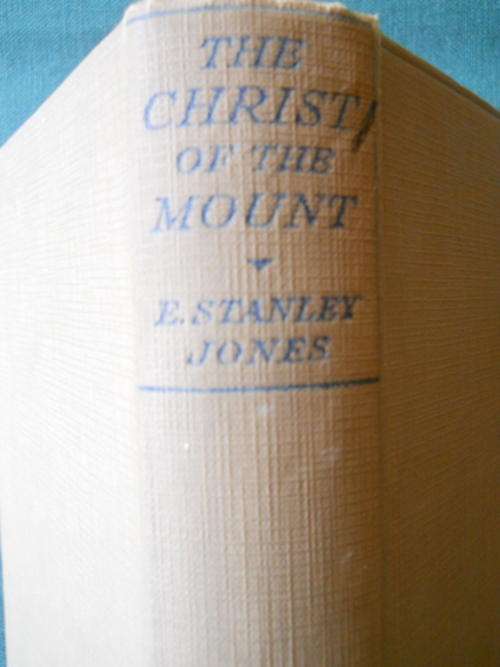 THE
CHRIST
OF THE
MOUNT
E. STANLEY
JONES